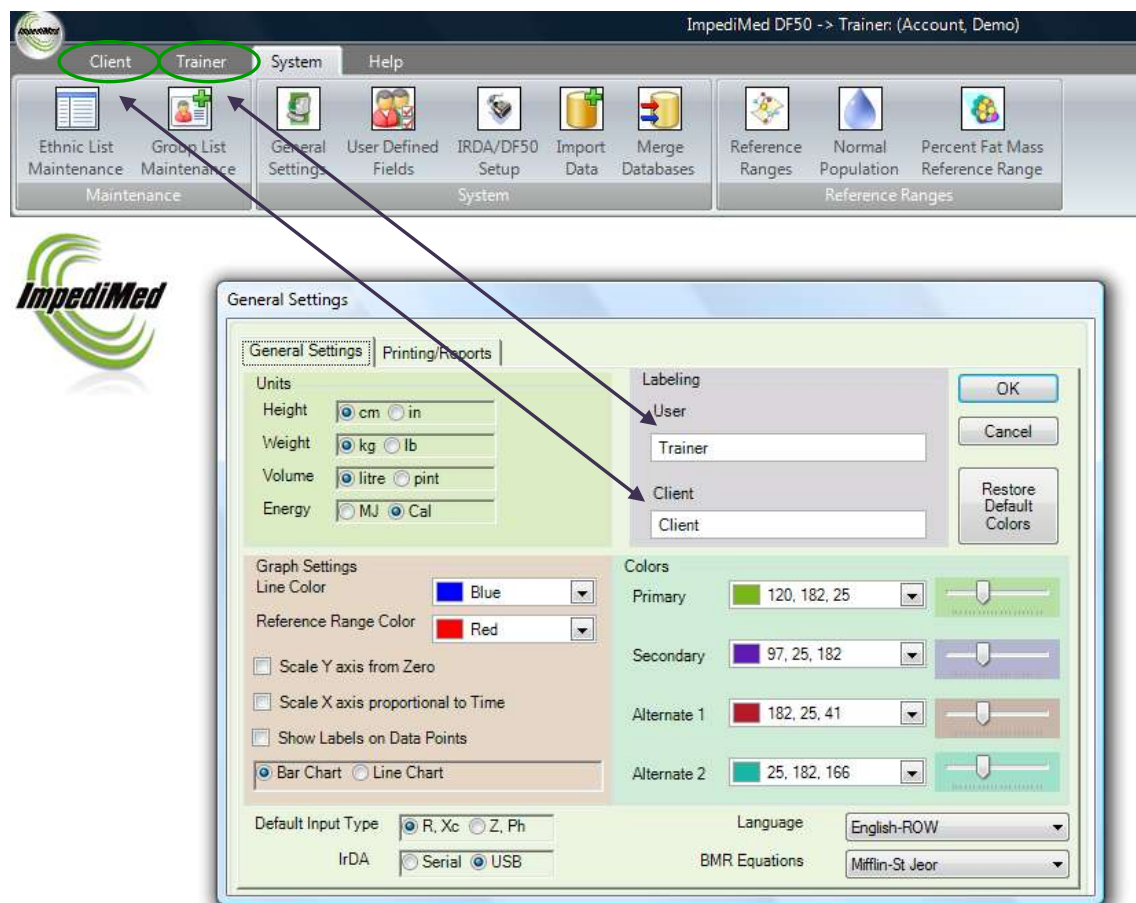 ImpediMed
ImpediMed DF50 -> Trainer: (Account, Demo)
Client Trainer System Help
Ethnic List Maintenance
Group List Maintenance
General Settings
User Defined Fields
IRDA/DF50 Setup
Import Data
Merge Databases
Reference Ranges
Normal Population
Percent Fat Mass Reference Range
Maintenance System Reference Ranges
ImpediMed
General Settings
General Settings Printing/Reports
Units
Height cm in
Weight kg lb
Volume litre pint
Energy MJ Cal
Labeling
User
Trainer
Client
Client
OK
Cancel
Restore
Default
Colors
Graph Settings
Line Color Blue
Reference Range Color Red
Scale Y axis from Zero
Scale X axis proportional to Time
Show Labels on Data Points
Bar Chart Line Chart
Colors
Primary 120, 182, 25
Secondary 97, 25, 182
Alternate 1 182, 25, 41
Alternate 2 25, 182, 166
Default Input Type R, Xc Z, Ph
IrDA Serial USB
Language English-ROW
BMR Equations Mifflin-St Jeor